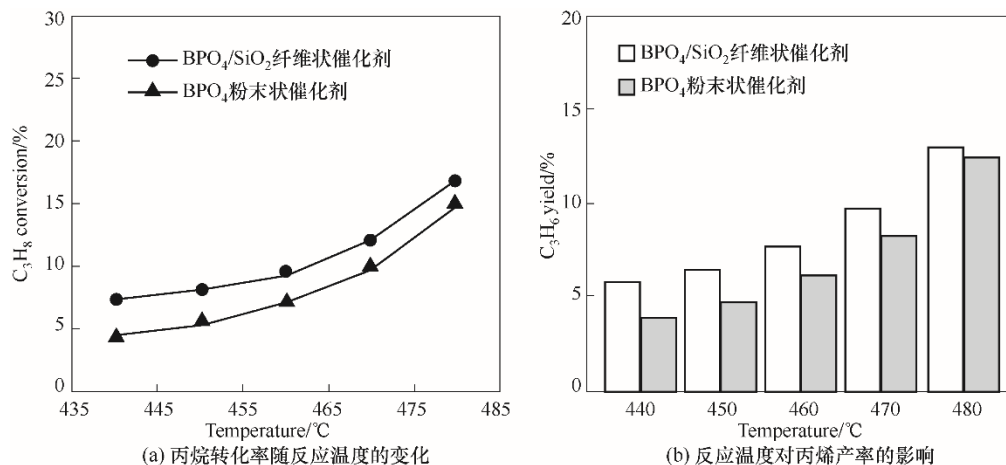 30
25
20
15
10
5
0
C₃H₈ conversion/%
BPO₄/SiO₂纤维状催化剂
BPO₄粉末状催化剂
435 445 455 465 475 485
Temperature/℃
(a) 丙烷转化率随反应温度的变化
20
15
10
5
0
C₃H₆ yield/%
BPO₄/SiO₂纤维状催化剂
BPO₄粉末状催化剂
440 450 460 470 480
Temperature/℃
(b) 反应温度对丙烯产率的影响